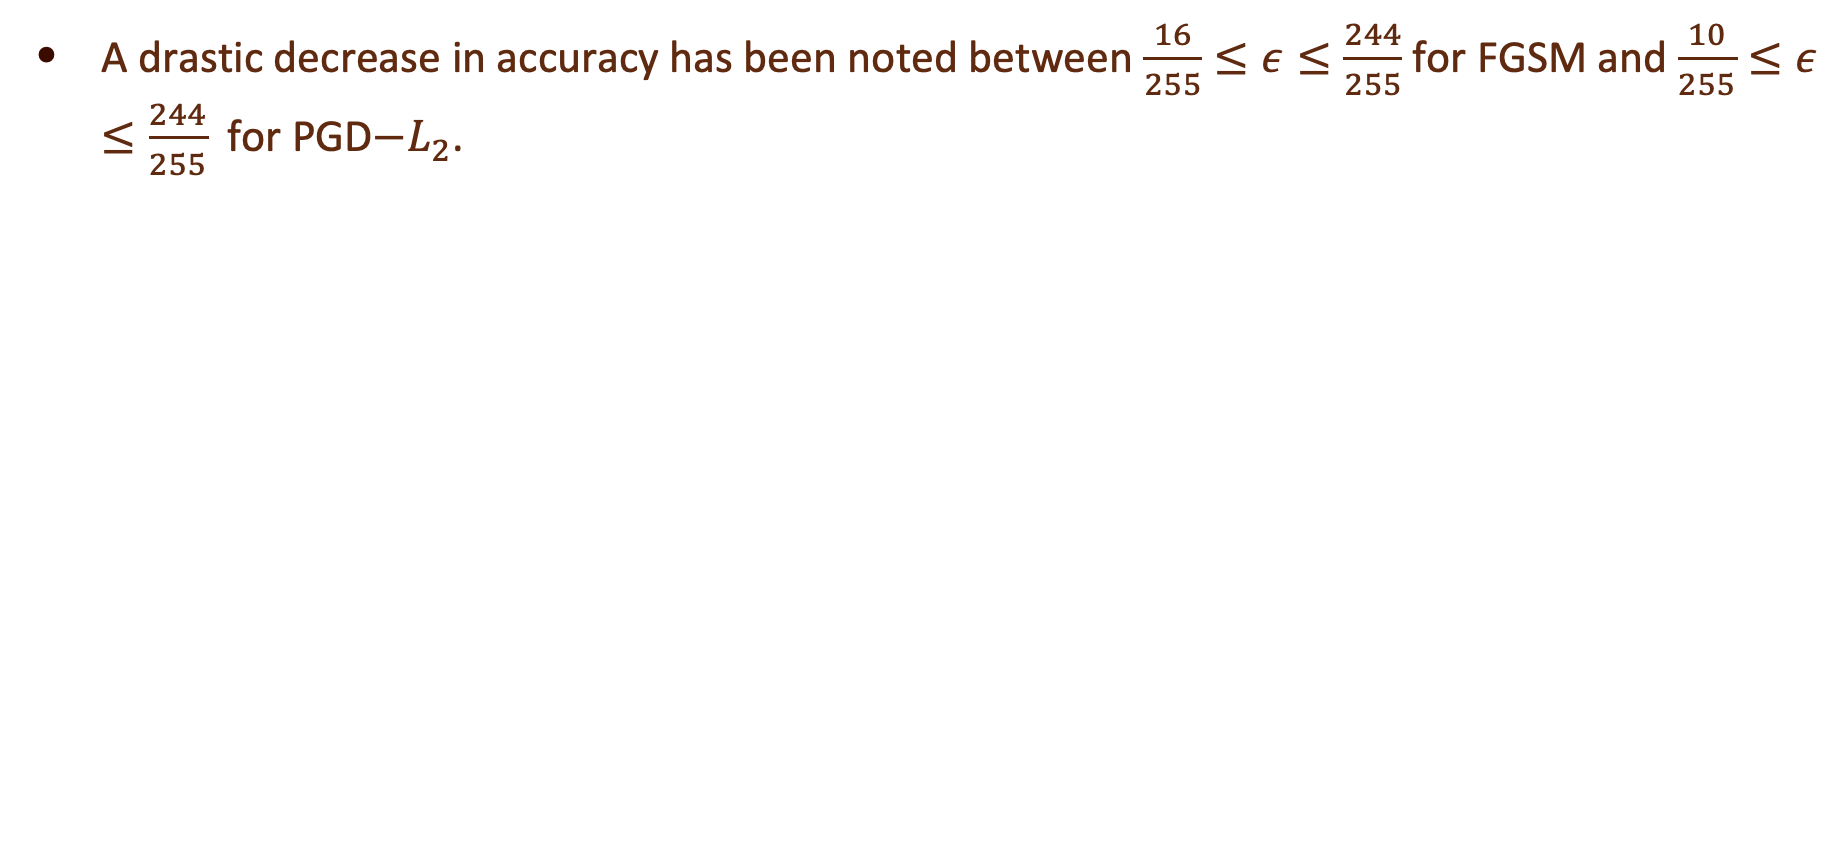 • A drastic decrease in accuracy has been noted between 16/255 ≤ ϵ ≤ 244/255 for FGSM and 10/255 ≤ ϵ
≤ 244/255 for PGD−L₂.